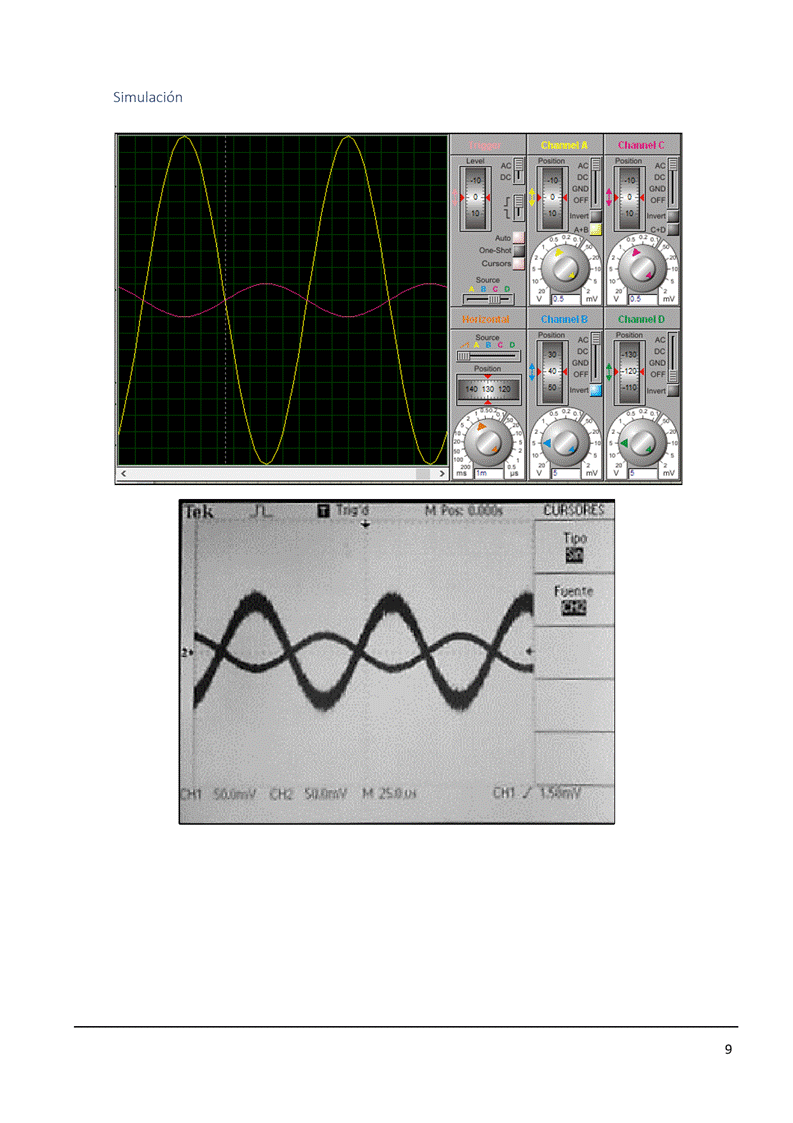 Simulación
Trigger
Level
AC
DC
-10
0
10
Auto
One-Shot
Cursors
Source
A B C D
Channel A
Position
AC
DC
GND
OFF
-10
0
10
Invert
A+B
V 0.5 mV
Channel C
Position
AC
DC
GND
OFF
-10
0
10
Invert
C+D
V 0.5 mV
Horizontal
Source
A B C D
Position
140 130 120
ms 1m µs
Channel B
Position
AC
DC
GND
OFF
30
40
50
Invert
V 5 mV
Channel D
Position
AC
DC
GND
OFF
-130
-120
-110
Invert
V 5 mV
Tek T Trig'd M Pos: 0.000s CURSORES
Tipo
Sin
Fuente
CH2
2
CH1 50.0mV CH2 50.0mV M 25.0us CH1 1.58mV
9